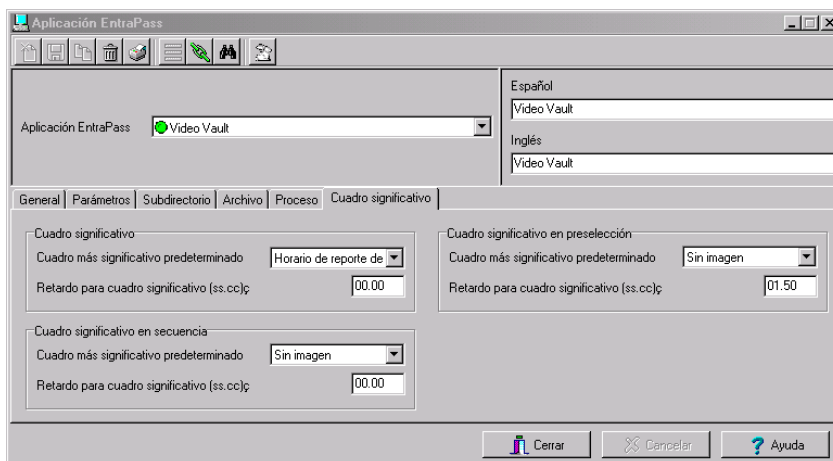 Aplicación EntraPass
Aplicación EntraPass
Video Vault
Español
Video Vault
Inglés
Video Vault
General
Parámetros
Subdirectorio
Archivo
Proceso
Cuadro significativo
Cuadro significativo
Cuadro más significativo predeterminado
Horario de reporte de
Retardo para cuadro significativo (ss.cc)ç
00.00
Cuadro significativo en preselección
Cuadro más significativo predeterminado
Sin imagen
Retardo para cuadro significativo (ss.cc)ç
01.50
Cuadro significativo en secuencia
Cuadro más significativo predeterminado
Sin imagen
Retardo para cuadro significativo (ss.cc)ç
00.00
Cerrar
Cancelar
? Ayuda